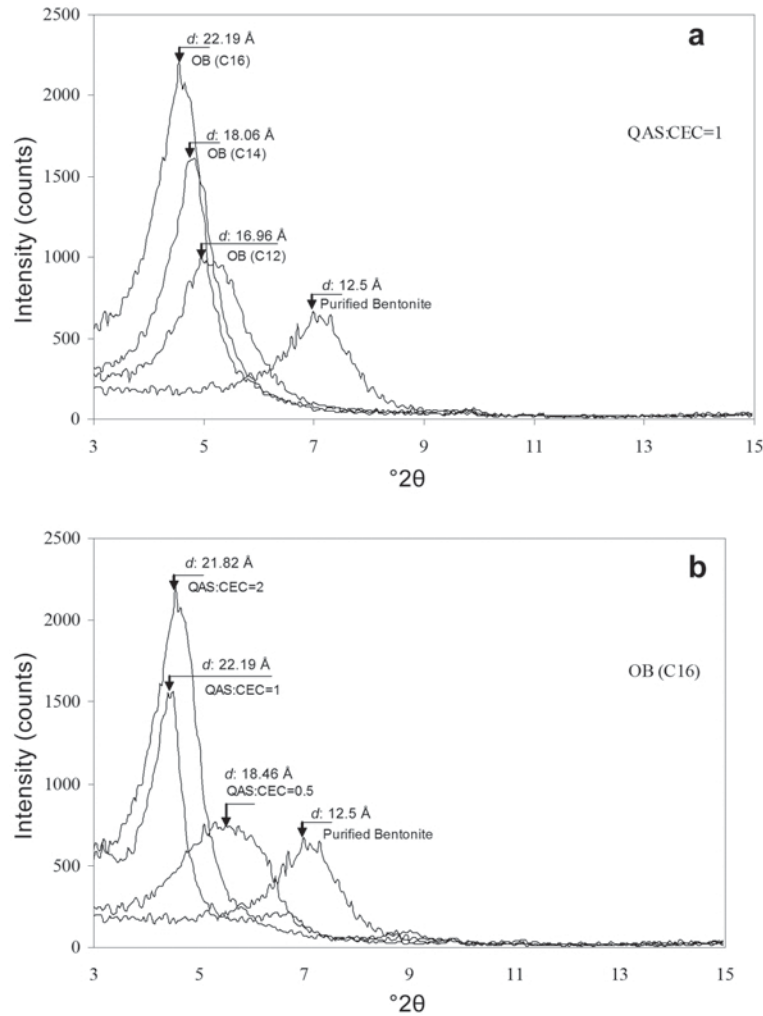 a
2500
d: 22.19 Å
OB (C16)
2000
QAS:CEC=1
d: 18.06 Å
OB (C14)
1500
d: 16.96 Å
OB (C12)
1000
d: 12.5 Å
Purified Bentonite
500
0
Intensity (counts)
3 5 7 9 11 13 15
°2θ
b
2500
d: 21.82 Å
QAS:CEC=2
2000
d: 22.19 Å
QAS:CEC=1
OB (C16)
1500
d: 18.46 Å
QAS:CEC=0.5
1000
d: 12.5 Å
Purified Bentonite
500
0
Intensity (counts)
3 5 7 9 11 13 15
°2θ